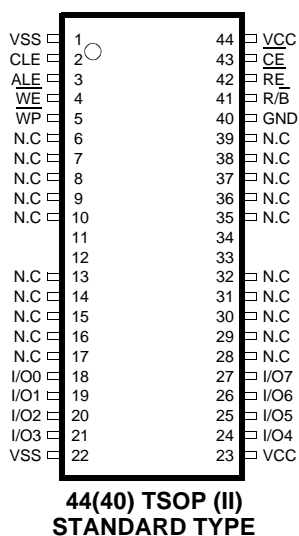 VSS 1 44 VCC
CLE 2 43 CE
ALE 3 42 RE
WE 4 41 R/B
WP 5 40 GND
N.C 6 39 N.C
N.C 7 38 N.C
N.C 8 37 N.C
N.C 9 36 N.C
N.C 10 35 N.C
11 34
12 33
N.C 13 32 N.C
N.C 14 31 N.C
N.C 15 30 N.C
N.C 16 29 N.C
N.C 17 28 N.C
I/O0 18 27 I/O7
I/O1 19 26 I/O6
I/O2 20 25 I/O5
I/O3 21 24 I/O4
VSS 22 23 VCC
44(40) TSOP (II)
STANDARD TYPE